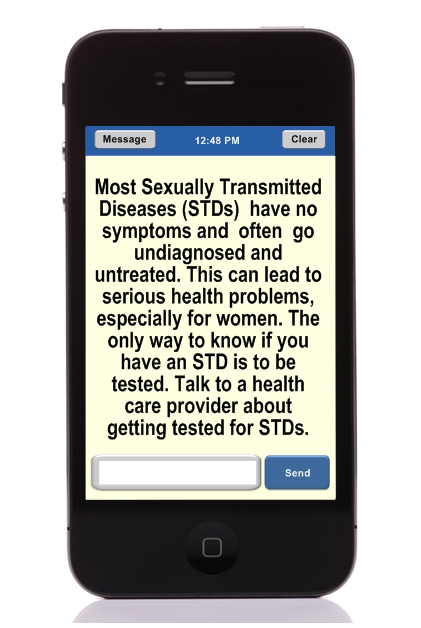 Message 12:48 PM Clear
Most Sexually Transmitted
Diseases (STDs)  have no
symptoms and  often  go
undiagnosed and
untreated. This can lead to
serious health problems,
especially for women. The
only way to know if you
have an STD is to be
tested. Talk to a health
care provider about
getting tested for STDs.
Send